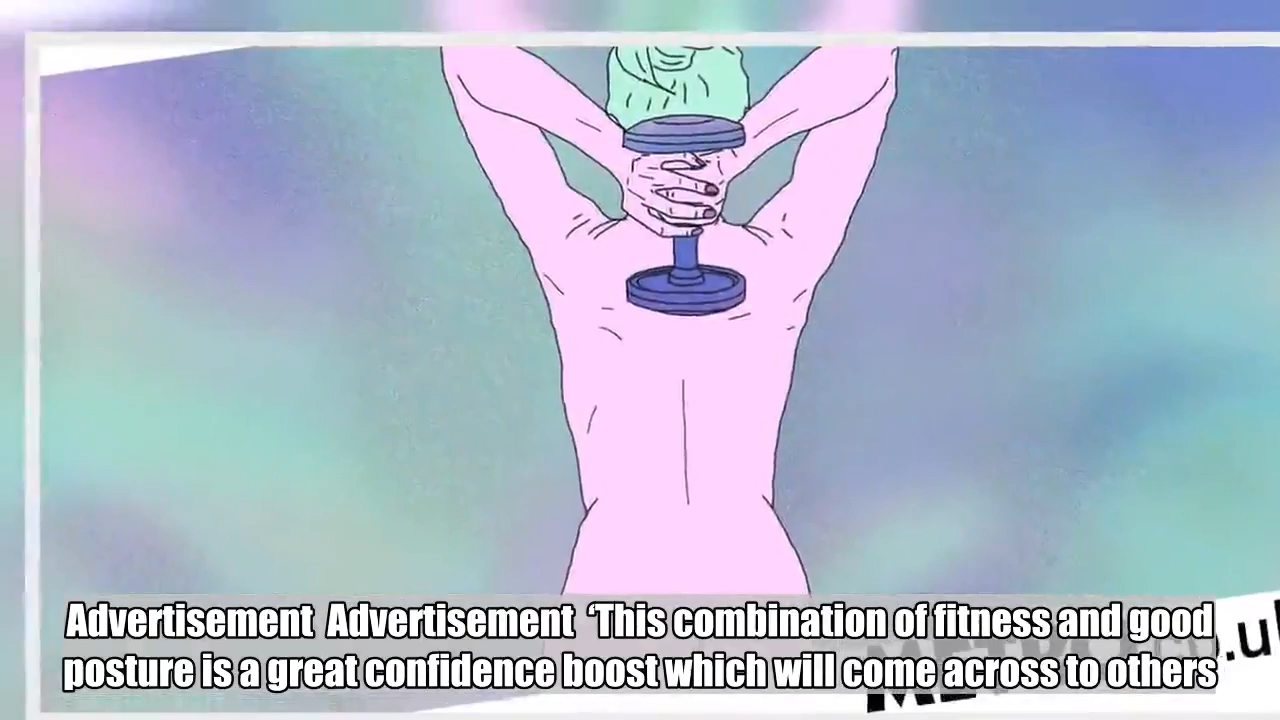 Advertisement Advertisement ‘This combination of fitness and good
posture is a great confidence boost which will come across to others